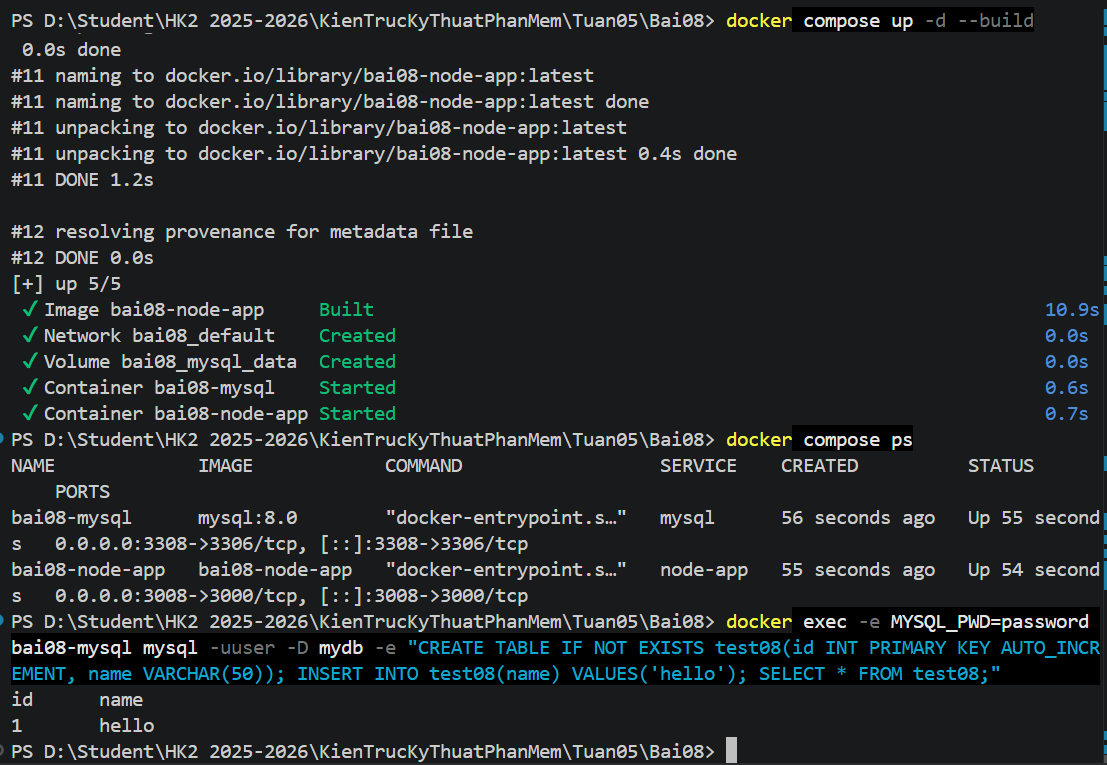 PS D:\Student\HK2 2025-2026\KienTrucKyThuatPhanMem\Tuan05\Bai08> docker compose up -d --build
 0.0s done
#11 naming to docker.io/library/bai08-node-app:latest
#11 naming to docker.io/library/bai08-node-app:latest done
#11 unpacking to docker.io/library/bai08-node-app:latest
#11 unpacking to docker.io/library/bai08-node-app:latest 0.4s done
#11 DONE 1.2s

#12 resolving provenance for metadata file
#12 DONE 0.0s
[+] up 5/5
 ✓ Image bai08-node-app     Built 10.9s
 ✓ Network bai08_default    Created 0.0s
 ✓ Volume bai08_mysql_data  Created 0.0s
 ✓ Container bai08-mysql    Started 0.6s
 ✓ Container bai08-node-app Started 0.7s
PS D:\Student\HK2 2025-2026\KienTrucKyThuatPhanMem\Tuan05\Bai08> docker compose ps
NAME             IMAGE            COMMAND                  SERVICE    CREATED          STATUS
    PORTS
bai08-mysql      mysql:8.0        "docker-entrypoint.s…"   mysql      56 seconds ago   Up 55 second
s   0.0.0.0:3308->3306/tcp, [::]:3308->3306/tcp
bai08-node-app   bai08-node-app   "docker-entrypoint.s…"   node-app   55 seconds ago   Up 54 second
s   0.0.0.0:3008->3000/tcp, [::]:3008->3000/tcp
PS D:\Student\HK2 2025-2026\KienTrucKyThuatPhanMem\Tuan05\Bai08> docker exec -e MYSQL_PWD=password
bai08-mysql mysql -uuser -D mydb -e "CREATE TABLE IF NOT EXISTS test08(id INT PRIMARY KEY AUTO_INCR
EMENT, name VARCHAR(50)); INSERT INTO test08(name) VALUES('hello'); SELECT * FROM test08;"
id      name
1       hello
PS D:\Student\HK2 2025-2026\KienTrucKyThuatPhanMem\Tuan05\Bai08>